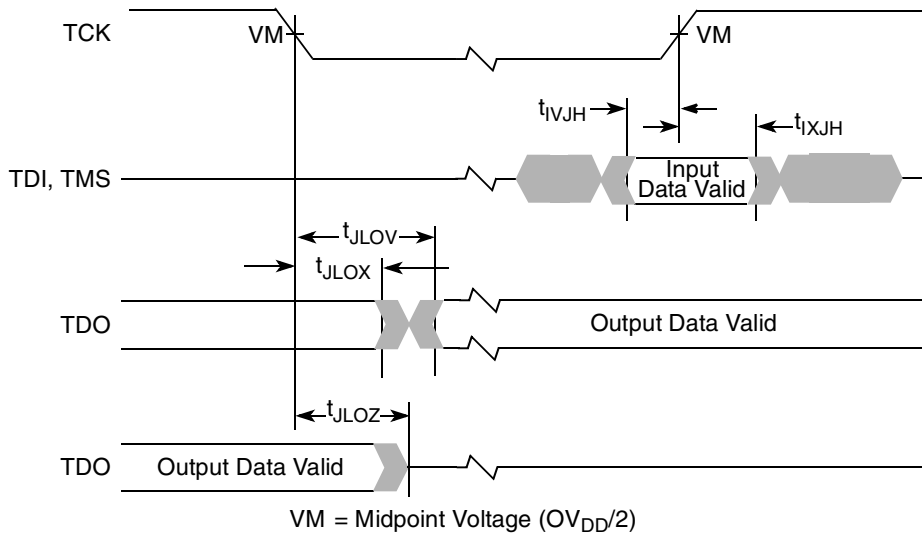 TCK
VM
VM
tIVJH
tIXJH
TDI, TMS
Input
Data Valid
tJLOV
tJLOX
TDO
Output Data Valid
tJLOZ
TDO
Output Data Valid
VM = Midpoint Voltage (OVDD/2)